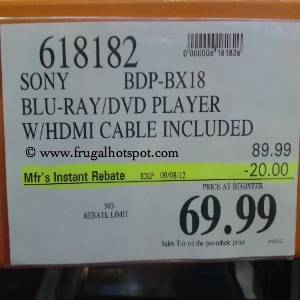 618182
0000006 181826
SONY BDP-BX18
BLU-RAY/DVD PLAYER
W/HDMI CABLE INCLUDED
© www.frugalhotspot.com
89.99
Mfr's Instant Rebate EXP. 09/08/12 -20.00
PRICE AT REGISTER
NO
REBATE LIMIT
69.99
Sales Tax on the pre-rebate price